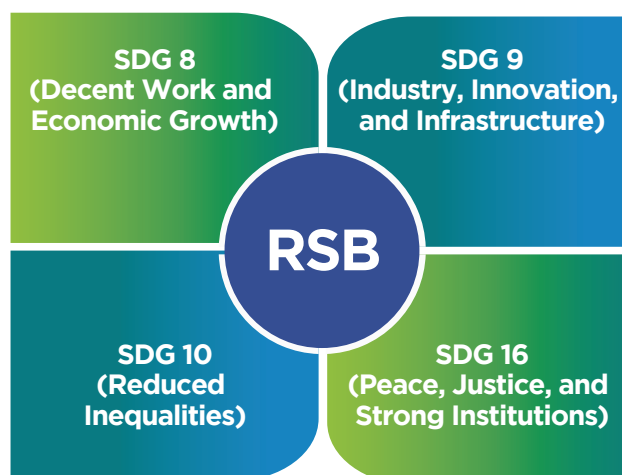 SDG 8
(Decent Work and
Economic Growth)
SDG 9
(Industry, Innovation,
and Infrastructure)
RSB
SDG 10
(Reduced
Inequalities)
SDG 16
(Peace, Justice, and
Strong Institutions)